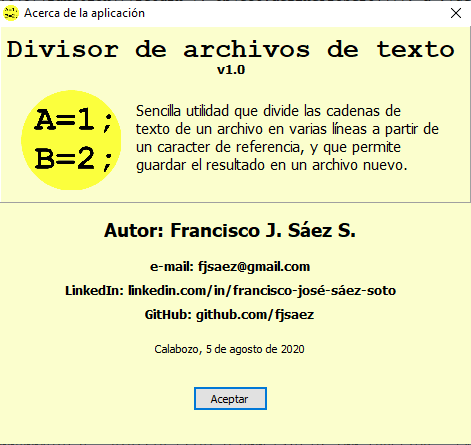 Acerca de la aplicación
Divisor de archivos de texto
v1.0
A=1;
B=2;
Sencilla utilidad que divide las cadenas de
texto de un archivo en varias líneas a partir de
un caracter de referencia, y que permite
guardar el resultado en un archivo nuevo.
Autor: Francisco J. Sáez S.
e-mail: fjsaez@gmail.com
LinkedIn: linkedin.com/in/francisco-josé-sáez-soto
GitHub: github.com/fjsaez
Calabozo, 5 de agosto de 2020
Aceptar